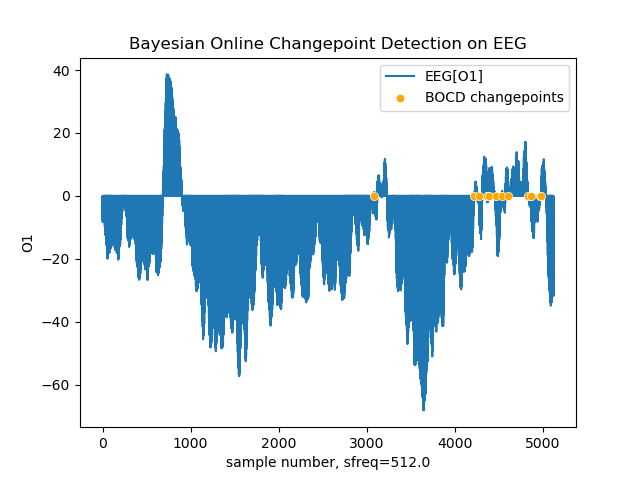 Bayesian Online Changepoint Detection on EEG
EEG[O1]
BOCD changepoints
40
20
0
−20
−40
−60
O1
0
1000
2000
3000
4000
5000
sample number, sfreq=512.0